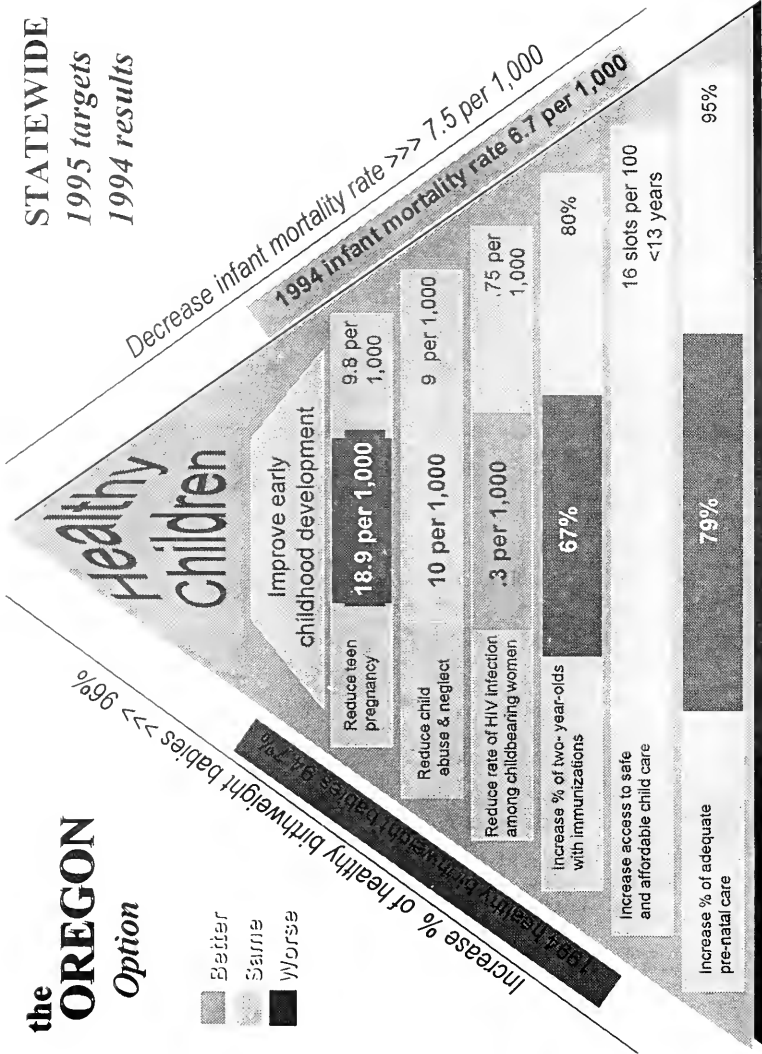 the
OREGON
Option
STATEWIDE
1995 targets
1994 results
Better
Same
Worse
Increase % of healthy birthweight babies >>> 96%
1994 healthy birthweight babies 94.7%
Decrease infant mortality rate >>> 7.5 per 1,000
1994 infant mortality rate 6.7 per 1,000
Healthy
Children
Improve early
childhood development
Reduce teen
pregnancy
18.9 per 1,000
9.8 per
1,000
Reduce child
abuse & neglect
10 per 1,000
9 per 1,000
Reduce rate of HIV infection
among childbearing women
.3 per 1,000
.75 per
1,000
Increase % of two- year-olds
with immunizations
67%
80%
Increase access to safe
and affordable child care
16 slots per 100
<13 years
Increase % of adequate
pre-natal care
79%
95%